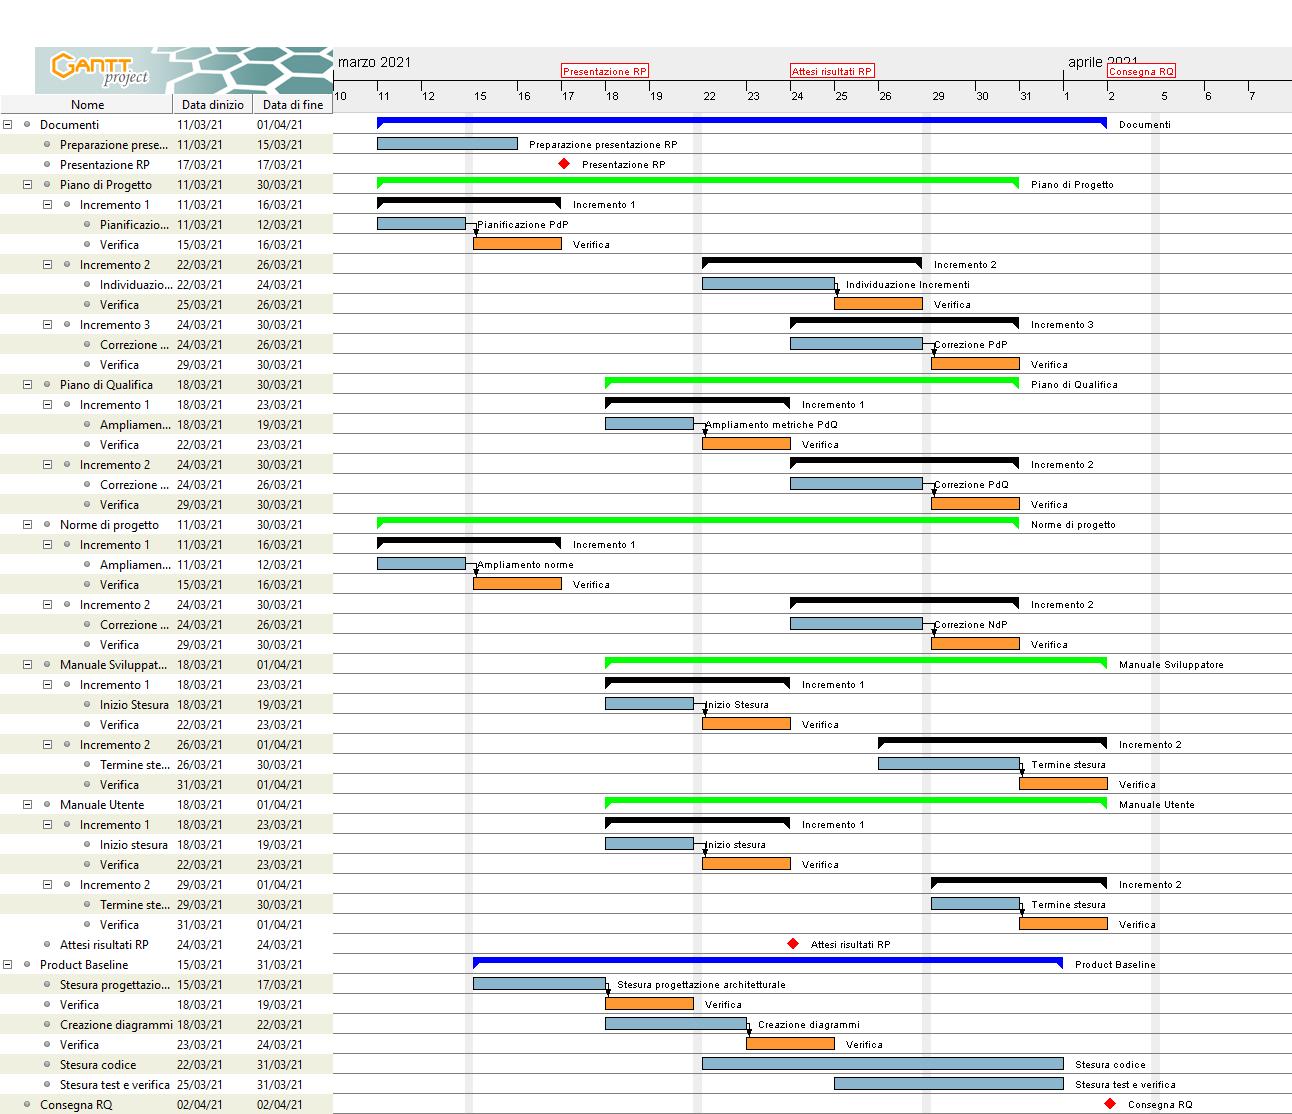 GANTT
project
marzo 2021
aprile 2021
Presentazione RP
Attesi risultati RP
Consegna RQ
Nome Data dinizio Data di fine
10 11 12 15 16 17 18 19 22 23 24 25 26 29 30 31 1 2 5 6 7
Documenti 11/03/21 01/04/21 Documenti
Preparazione prese... 11/03/21 15/03/21 Preparazione presentazione RP
Presentazione RP 17/03/21 17/03/21 Presentazione RP
Piano di Progetto 11/03/21 30/03/21 Piano di Progetto
Incremento 1 11/03/21 16/03/21 Incremento 1
Pianificazio... 11/03/21 12/03/21 Pianificazione PdP
Verifica 15/03/21 16/03/21 Verifica
Incremento 2 22/03/21 26/03/21 Incremento 2
Individuazio... 22/03/21 24/03/21 Individuazione Incrementi
Verifica 25/03/21 26/03/21 Verifica
Incremento 3 24/03/21 30/03/21 Incremento 3
Correzione ... 24/03/21 26/03/21 Correzione PdP
Verifica 29/03/21 30/03/21 Verifica
Piano di Qualifica 18/03/21 30/03/21 Piano di Qualifica
Incremento 1 18/03/21 23/03/21 Incremento 1
Ampliamen... 18/03/21 19/03/21 Ampliamento metriche PdQ
Verifica 22/03/21 23/03/21 Verifica
Incremento 2 24/03/21 30/03/21 Incremento 2
Correzione ... 24/03/21 26/03/21 Correzione PdQ
Verifica 29/03/21 30/03/21 Verifica
Norme di progetto 11/03/21 30/03/21 Norme di progetto
Incremento 1 11/03/21 16/03/21 Incremento 1
Ampliamen... 11/03/21 12/03/21 Ampliamento norme
Verifica 15/03/21 16/03/21 Verifica
Incremento 2 24/03/21 30/03/21 Incremento 2
Correzione ... 24/03/21 26/03/21 Correzione NdP
Verifica 29/03/21 30/03/21 Verifica
Manuale Sviluppat... 18/03/21 01/04/21 Manuale Sviluppatore
Incremento 1 18/03/21 23/03/21 Incremento 1
Inizio Stesura 18/03/21 19/03/21 Inizio Stesura
Verifica 22/03/21 23/03/21 Verifica
Incremento 2 26/03/21 01/04/21 Incremento 2
Termine ste... 26/03/21 30/03/21 Termine stesura
Verifica 31/03/21 01/04/21 Verifica
Manuale Utente 18/03/21 01/04/21 Manuale Utente
Incremento 1 18/03/21 23/03/21 Incremento 1
Inizio stesura 18/03/21 19/03/21 Inizio stesura
Verifica 22/03/21 23/03/21 Verifica
Incremento 2 29/03/21 01/04/21 Incremento 2
Termine ste... 29/03/21 30/03/21 Termine stesura
Verifica 31/03/21 01/04/21 Verifica
Attesi risultati RP 24/03/21 24/03/21 Attesi risultati RP
Product Baseline 15/03/21 31/03/21 Product Baseline
Stesura progettazio... 15/03/21 17/03/21 Stesura progettazione architetturale
Verifica 18/03/21 19/03/21 Verifica
Creazione diagrammi 18/03/21 22/03/21 Creazione diagrammi
Verifica 23/03/21 24/03/21 Verifica
Stesura codice 22/03/21 31/03/21 Stesura codice
Stesura test e verifica 25/03/21 31/03/21 Stesura test e verifica
Consegna RQ 02/04/21 02/04/21 Consegna RQ